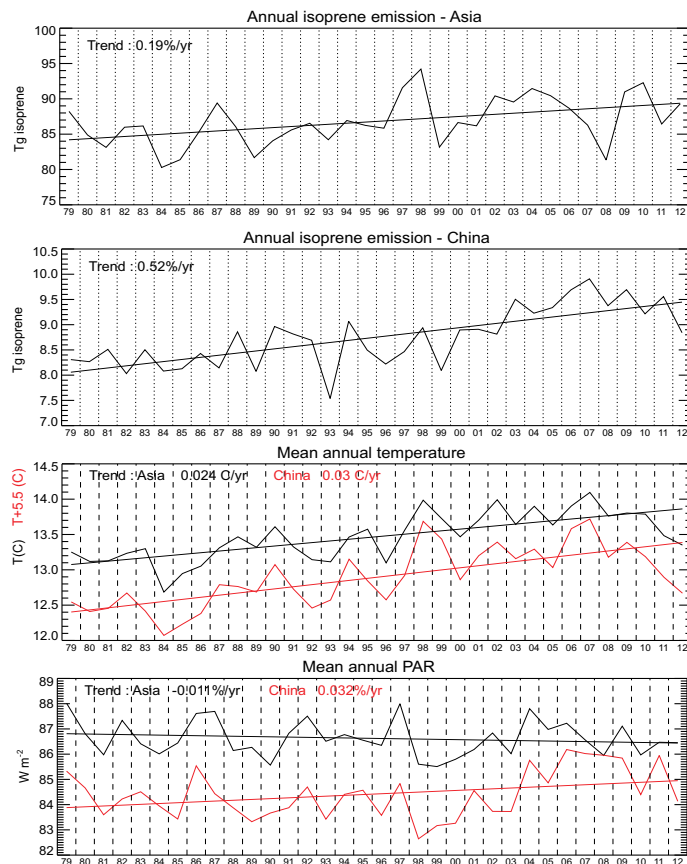 Annual isoprene emission - Asia
100
Trend : 0.19%/yr
95
90
85
80
75
Tg isoprene
79 80 81 82 83 84 85 86 87 88 89 90 91 92 93 94 95 96 97 98 99 00 01 02 03 04 05 06 07 08 09 10 11 12
Annual isoprene emission - China
10.5
Trend : 0.52%/yr
10.0
9.5
9.0
8.5
8.0
7.5
7.0
Tg isoprene
79 80 81 82 83 84 85 86 87 88 89 90 91 92 93 94 95 96 97 98 99 00 01 02 03 04 05 06 07 08 09 10 11 12
Mean annual temperature
14.5
Trend : Asia 0.024 C/yr China 0.03 C/yr
14.0
13.5
13.0
12.5
12.0
T(C) T+5.5 (C)
79 80 81 82 83 84 85 86 87 88 89 90 91 92 93 94 95 96 97 98 99 00 01 02 03 04 05 06 07 08 09 10 11 12
Mean annual PAR
89
Trend : Asia -0.011%/yr China 0.032%/yr
88
87
86
85
84
83
82
W m-2
79 80 81 82 83 84 85 86 87 88 89 90 91 92 93 94 95 96 97 98 99 00 01 02 03 04 05 06 07 08 09 10 11 12